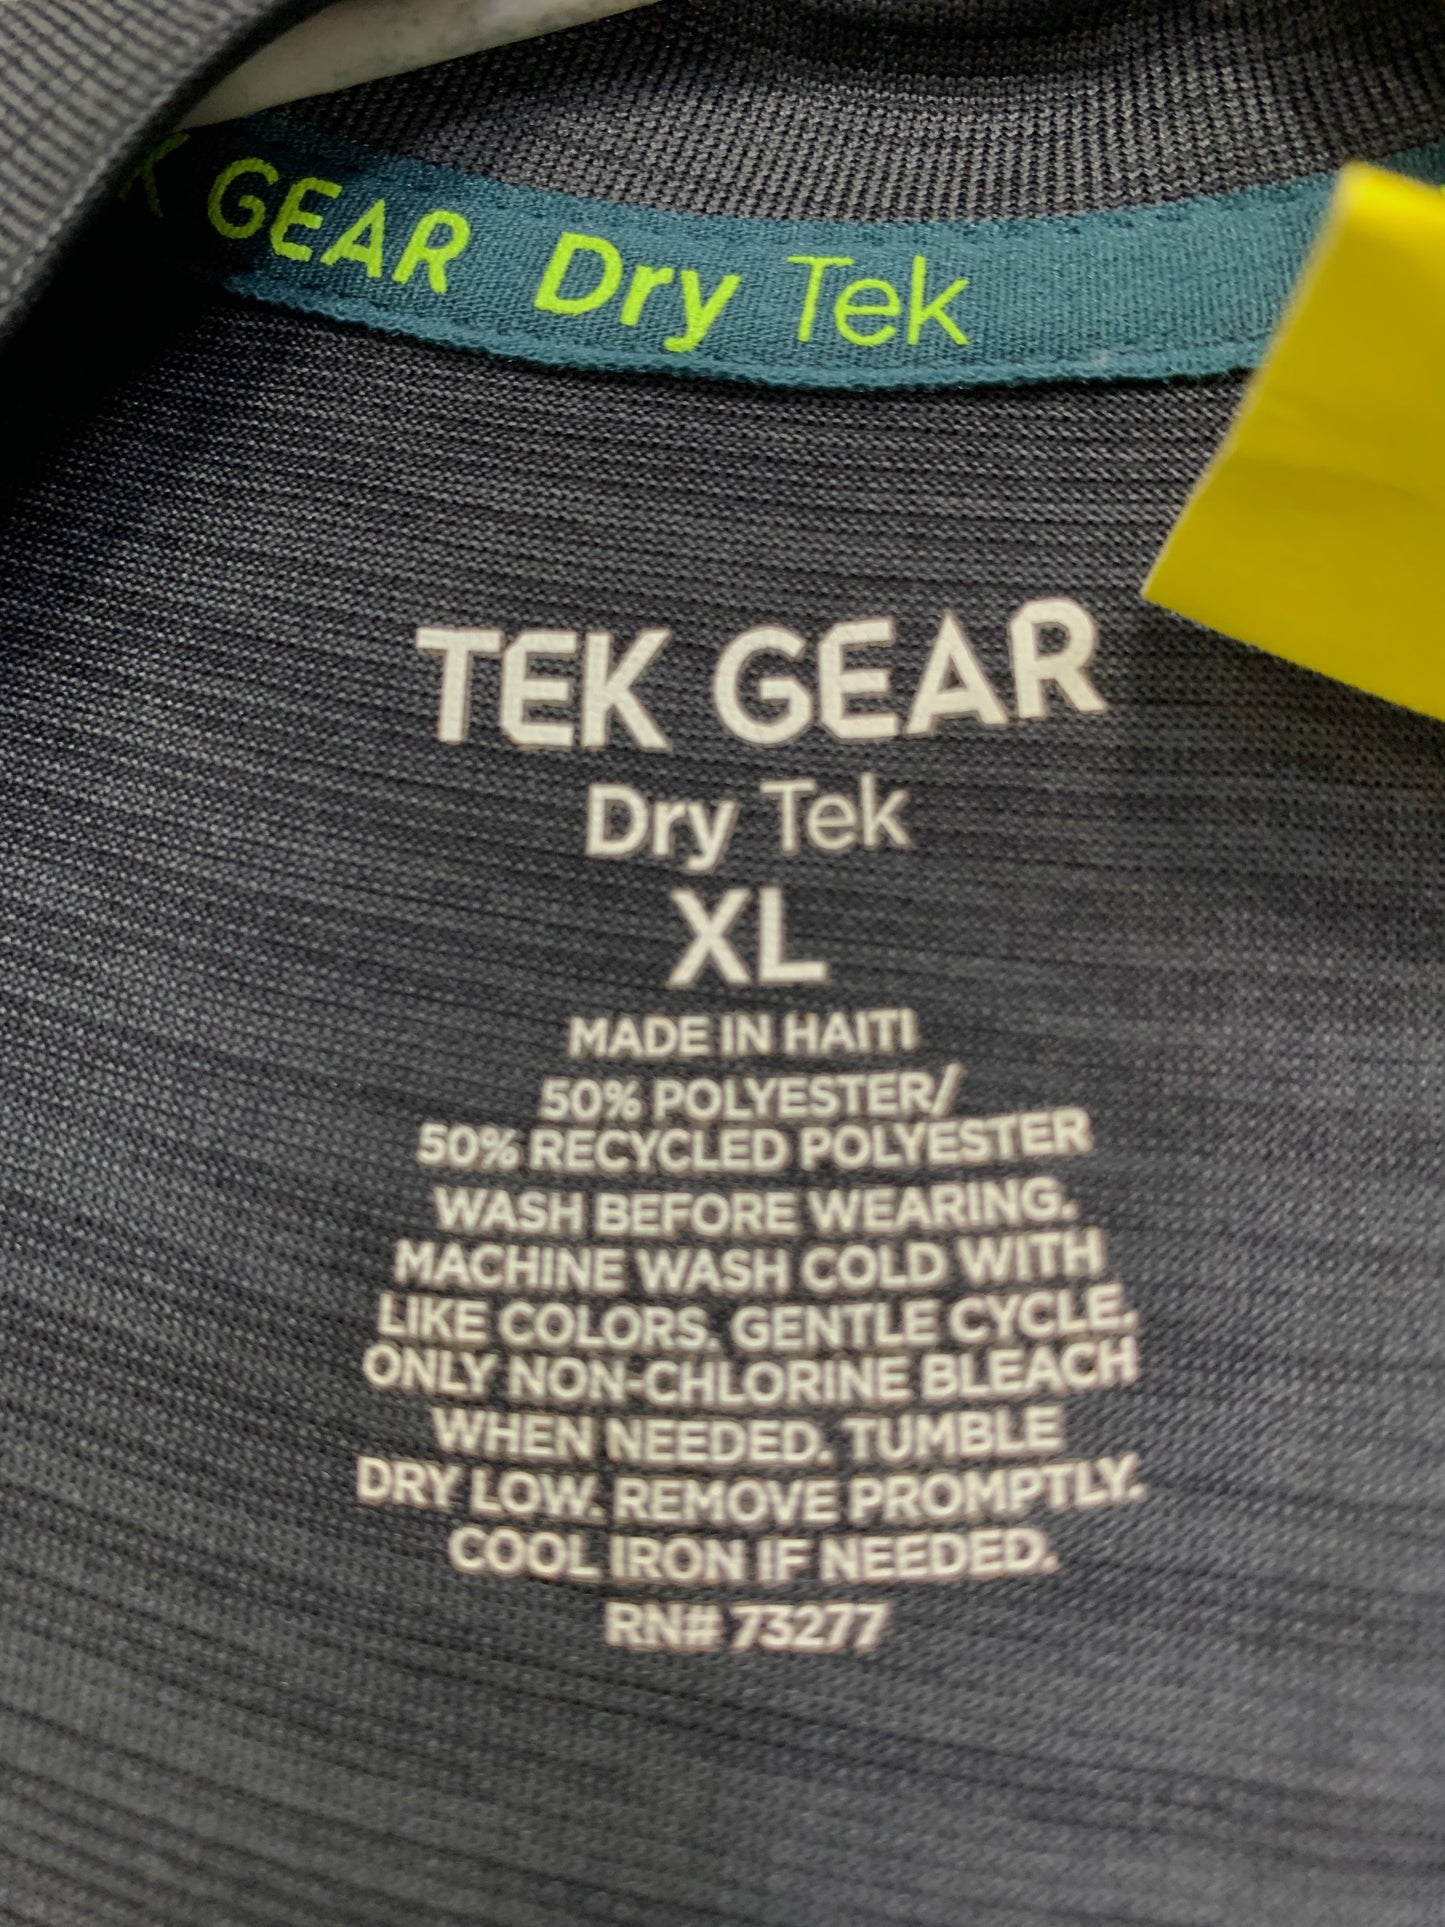 K GEAR Dry Tek
TEK GEAR
Dry Tek
XL
MADE IN HAITI
50% POLYESTER/
50% RECYCLED POLYESTER
WASH BEFORE WEARING.
MACHINE WASH COLD WITH
LIKE COLORS. GENTLE CYCLE.
ONLY NON-CHLORINE BLEACH
WHEN NEEDED. TUMBLE
DRY LOW. REMOVE PROMPTLY.
COOL IRON IF NEEDED.
RN# 73277